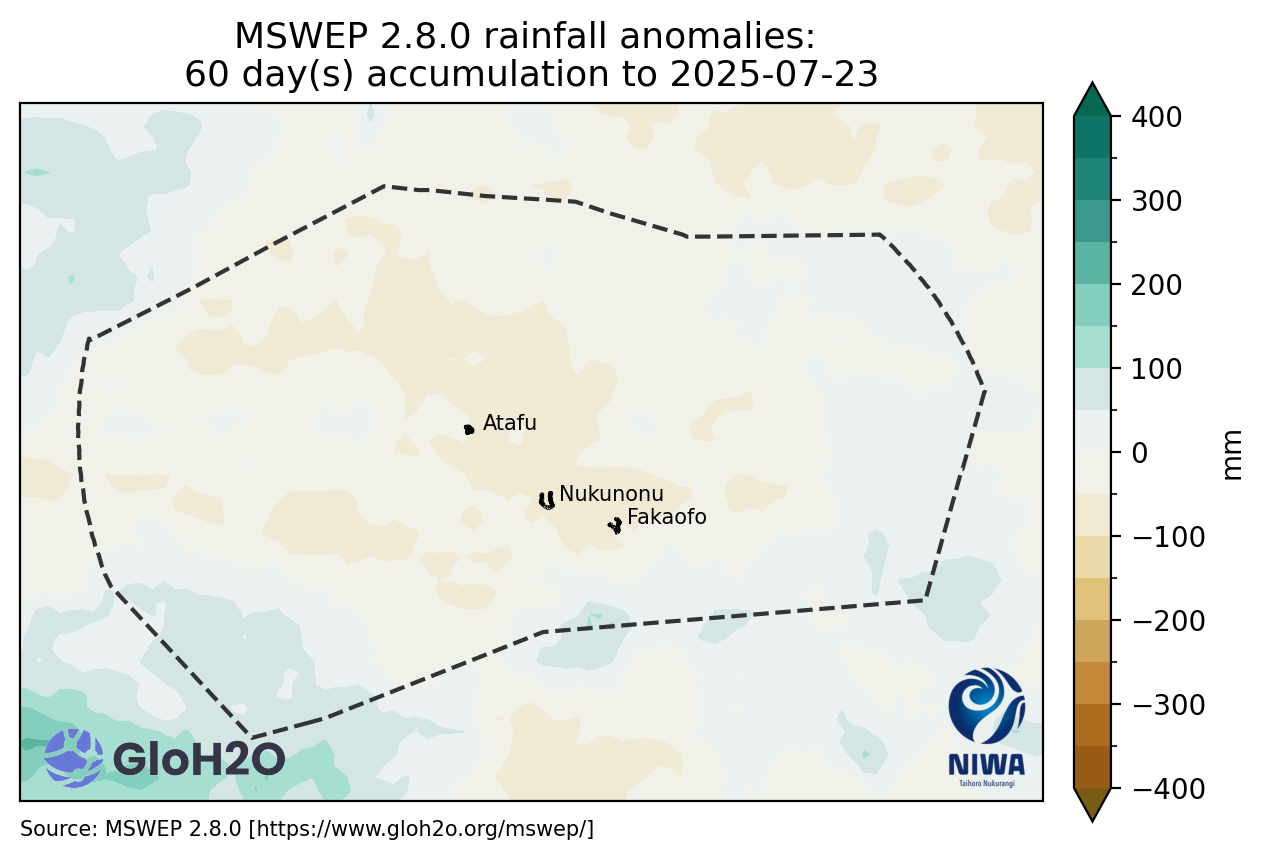 MSWEP 2.8.0 rainfall anomalies:
60 day(s) accumulation to 2025-07-23
400
300
200
100
0
−100
−200
−300
−400
mm
Atafu
Nukunonu
Fakaofo
GloH2O
NIWA
Taihoro Nukurangi
Source: MSWEP 2.8.0 [https://www.gloh2o.org/mswep/]